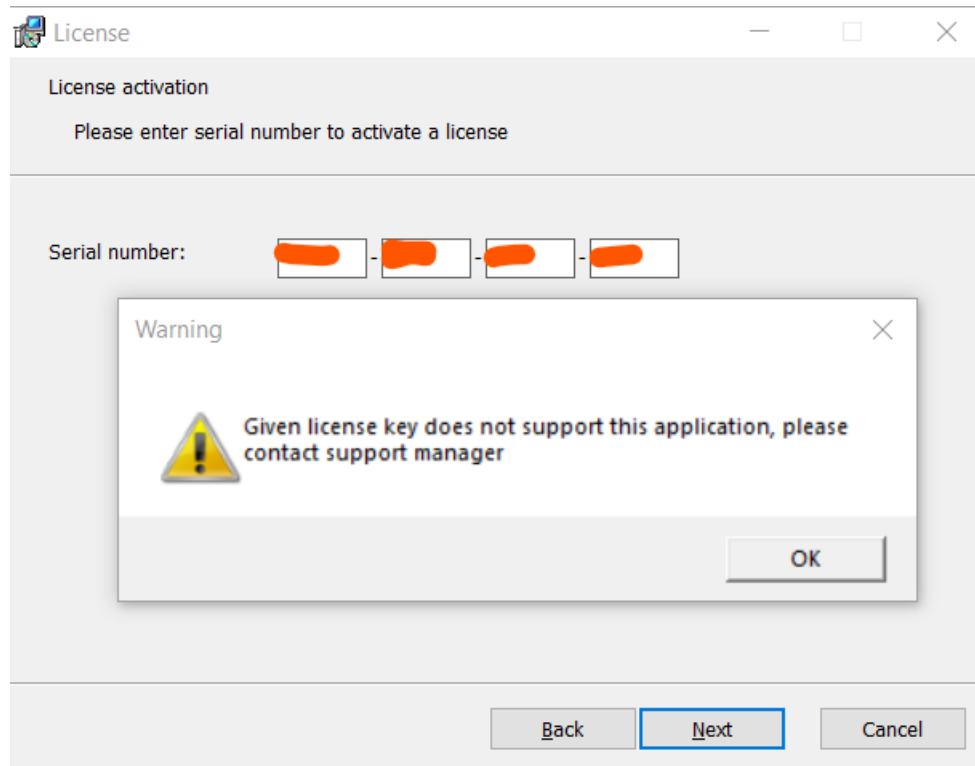 License
License activation
Please enter serial number to activate a license
Serial number:
- - -
Warning
Given license key does not support this application, please
contact support manager
OK
Back Next Cancel